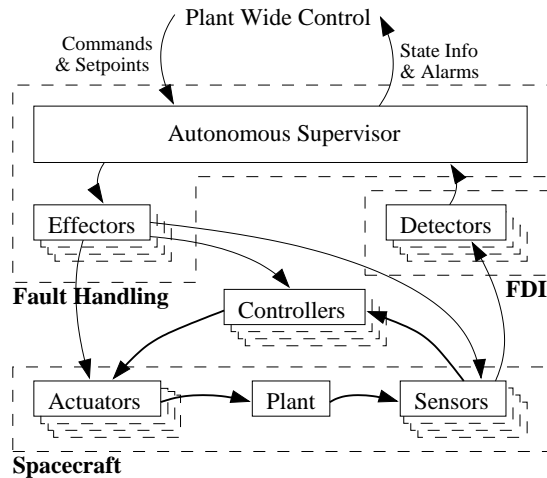 Plant Wide Control
Commands
& Setpoints
State Info
& Alarms
Autonomous Supervisor
Effectors
Detectors
Fault Handling
FDI
Controllers
Actuators
Plant
Sensors
Spacecraft